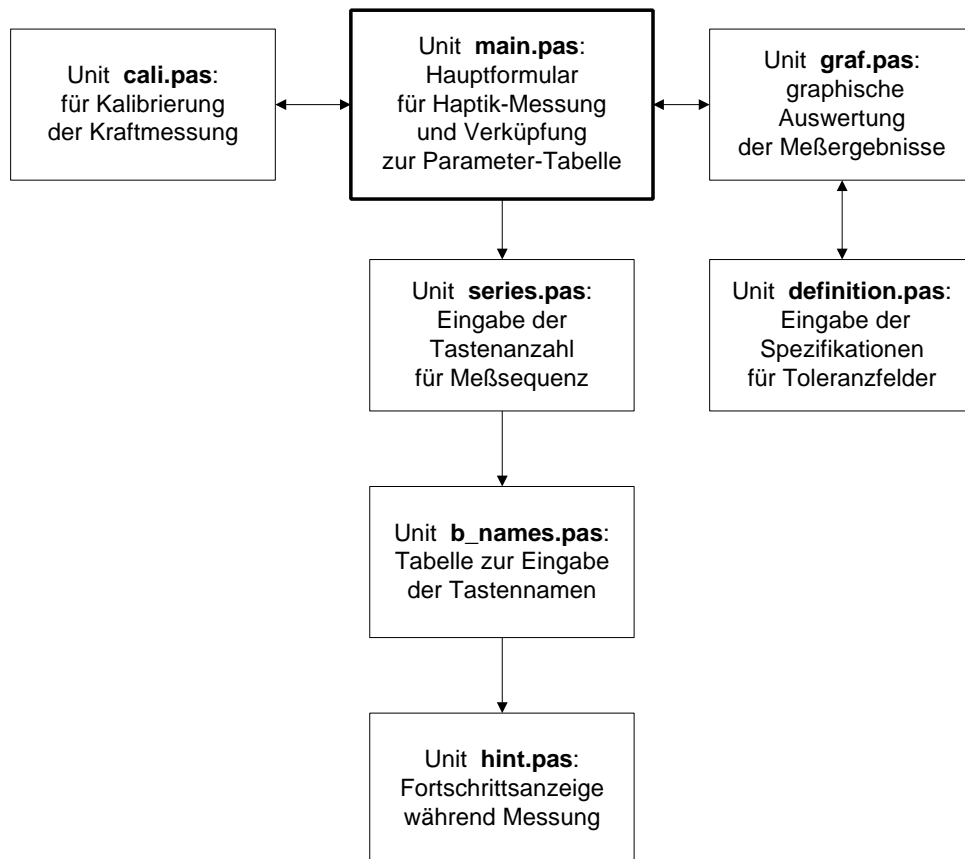 Unit cali.pas:
für Kalibrierung
der Kraftmessung
Unit main.pas:
Hauptformular
für Haptik-Messung
und Verküpfung
zur Parameter-Tabelle
Unit graf.pas:
graphische
Auswertung
der Meßergebnisse
Unit series.pas:
Eingabe der
Tastenanzahl
für Meßsequenz
Unit definition.pas:
Eingabe der
Spezifikationen
für Toleranzfelder
Unit b_names.pas:
Tabelle zur Eingabe
der Tastennamen
Unit hint.pas:
Fortschrittsanzeige
während Messung